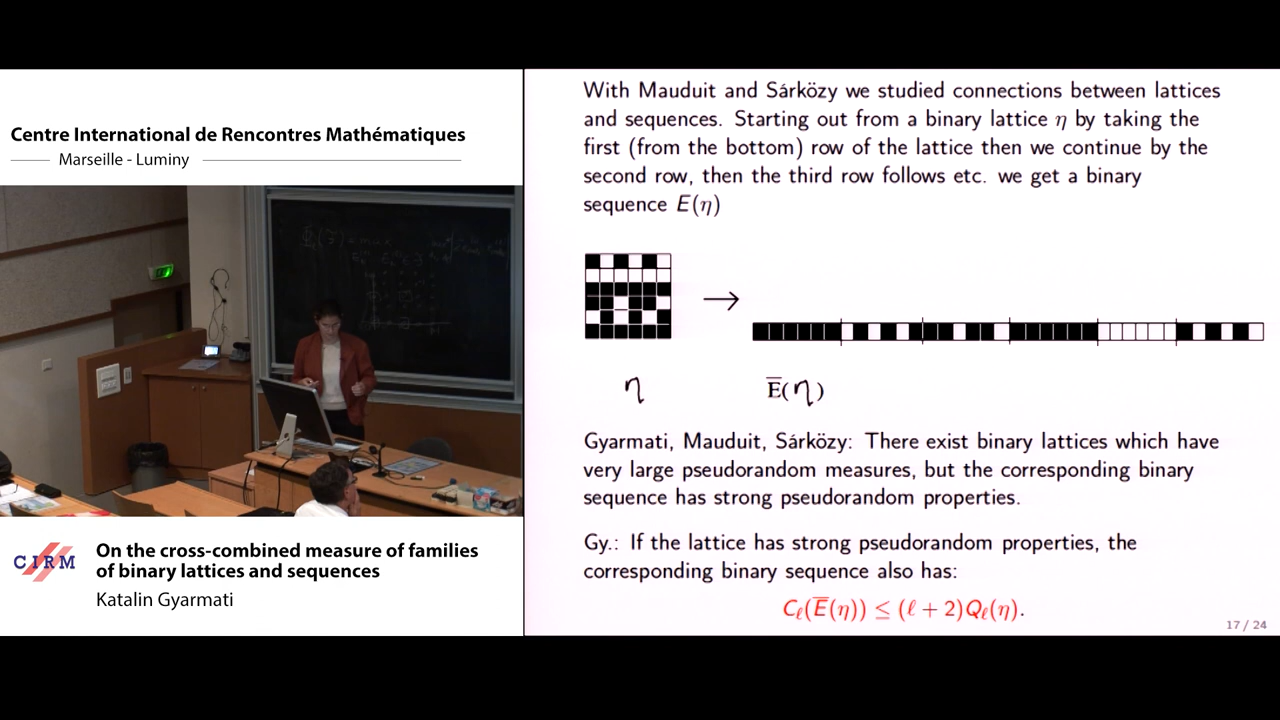 Centre International de Rencontres Mathématiques
Marseille - Luminy
With Mauduit and Sárközy we studied connections between lattices
and sequences. Starting out from a binary lattice η by taking the
first (from the bottom) row of the lattice then we continue by the
second row, then the third row follows etc. we get a binary
sequence E(η)
η
E̅(η)
Gyarmati, Mauduit, Sárközy: There exist binary lattices which have
very large pseudorandom measures, but the corresponding binary
sequence has strong pseudorandom properties.
Gy.: If the lattice has strong pseudorandom properties, the
corresponding binary sequence also has:
Cℓ(E̅(η)) ≤ (ℓ + 2)Qℓ(η).
17 / 24
CIRM
On the cross-combined measure of families
of binary lattices and sequences
Katalin Gyarmati